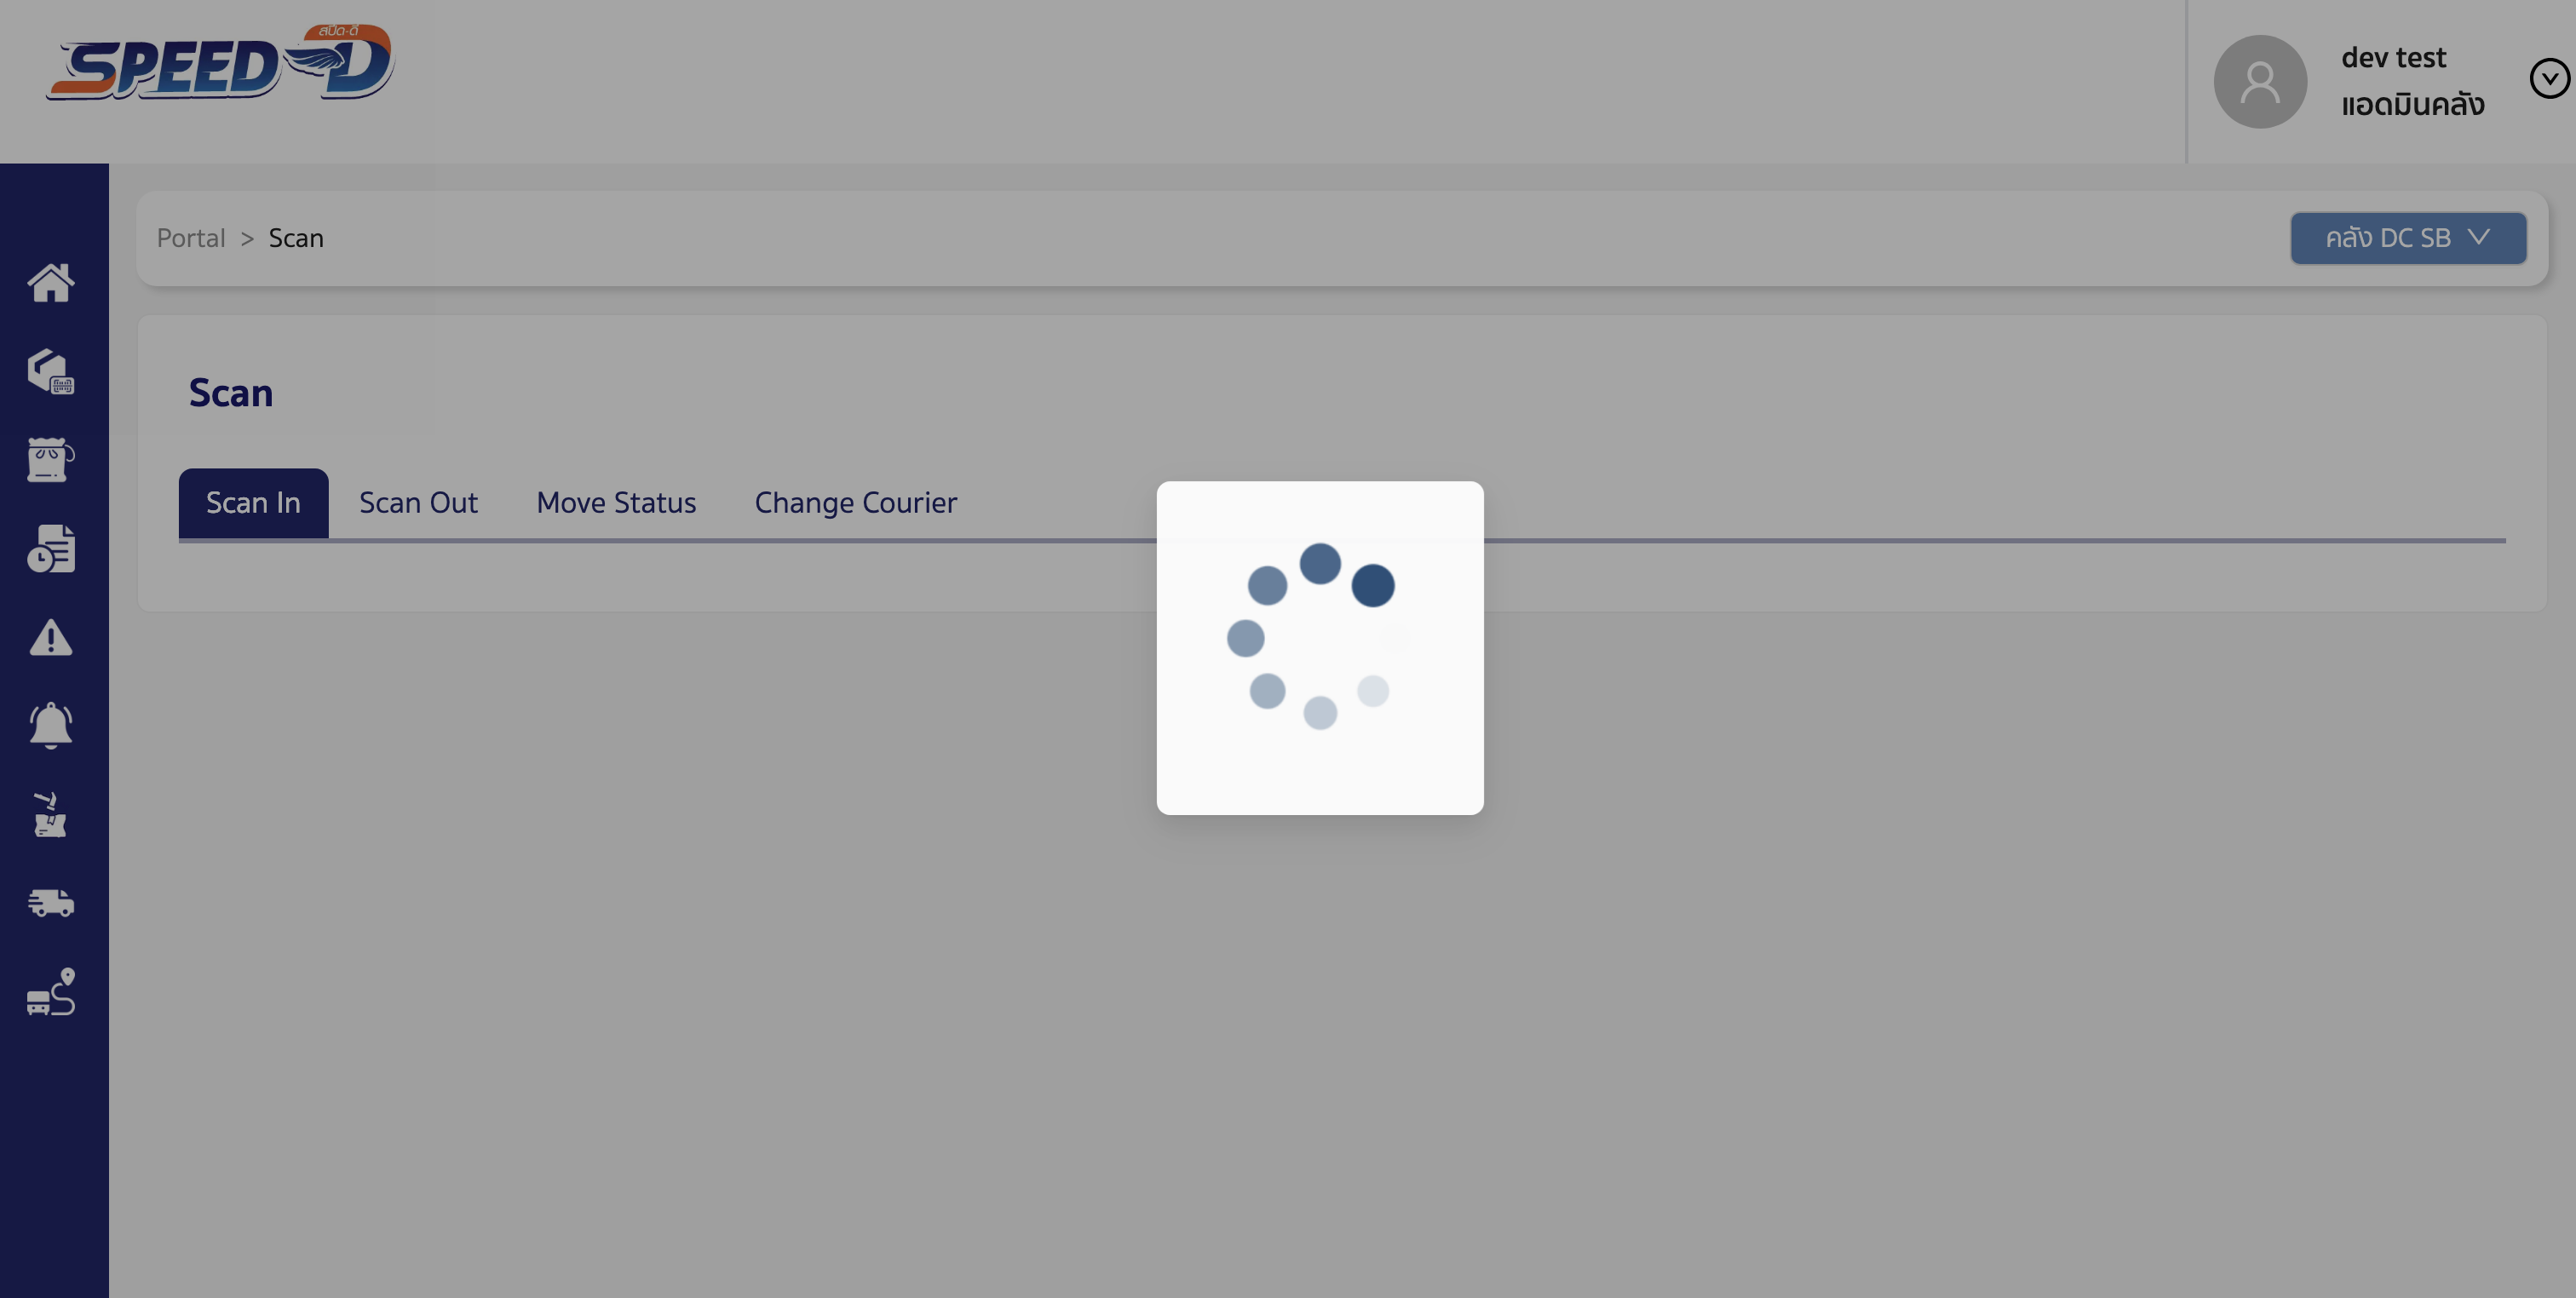 สปีด-ดี
SPEED-D
dev test
แอดมินคลัง
Portal > Scan
คลัง DC SB
Scan
Scan In
Scan Out
Move Status
Change Courier